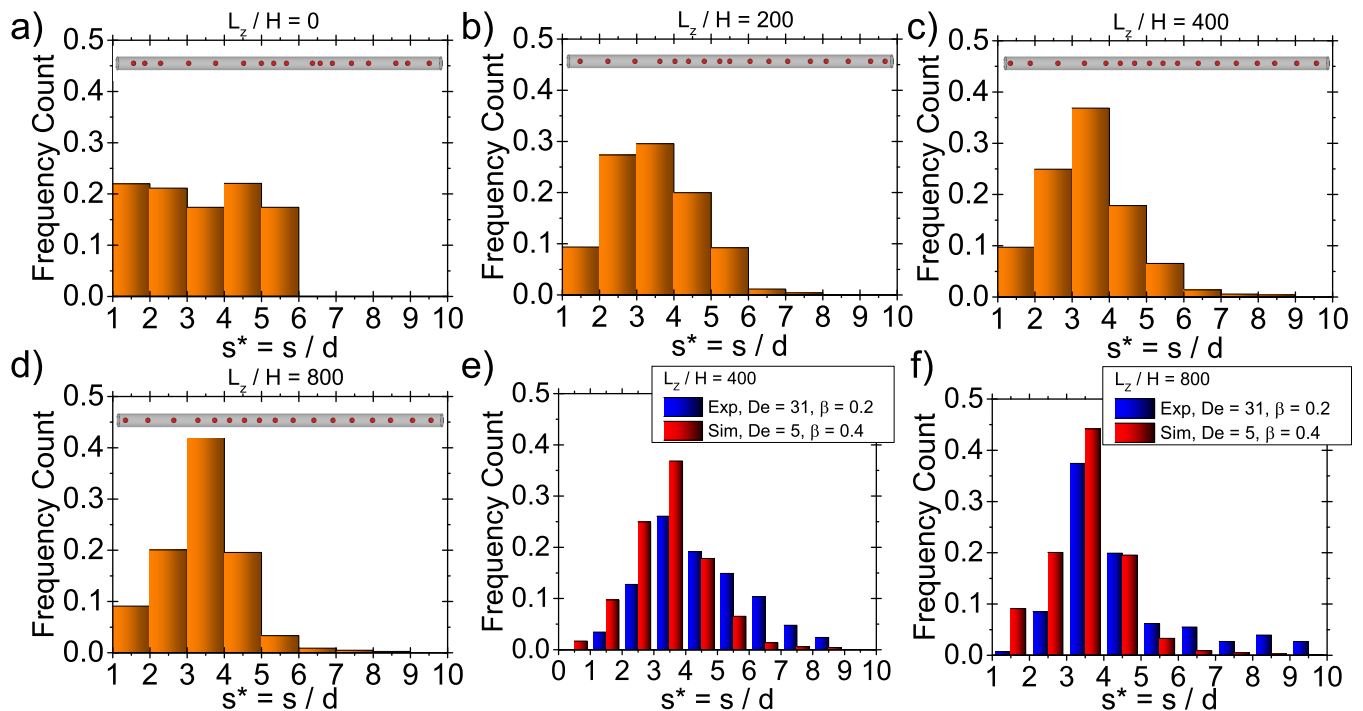 a)
L_z / H = 0
0.5
0.4
0.3
0.2
0.1
0.0
Frequency Count
1 2 3 4 5 6 7 8 9 10
s* = s / d
b)
L_z / H = 200
0.5
0.4
0.3
0.2
0.1
0.0
Frequency Count
1 2 3 4 5 6 7 8 9 10
s* = s / d
c)
L_z / H = 400
0.5
0.4
0.3
0.2
0.1
0.0
Frequency Count
1 2 3 4 5 6 7 8 9 10
s* = s / d
d)
L_z / H = 800
0.5
0.4
0.3
0.2
0.1
0.0
Frequency Count
1 2 3 4 5 6 7 8 9 10
s* = s / d
e)
L_z / H = 400
Exp, De = 31, β = 0.2
Sim, De = 5, β = 0.4
0.5
0.4
0.3
0.2
0.1
0.0
Frequency Count
0 1 2 3 4 5 6 7 8 9 10
s* = s / d
f)
L_z / H = 800
Exp, De = 31, β = 0.2
Sim, De = 5, β = 0.4
0.5
0.4
0.3
0.2
0.1
0.0
Frequency Count
1 2 3 4 5 6 7 8 9 10
s* = s / d